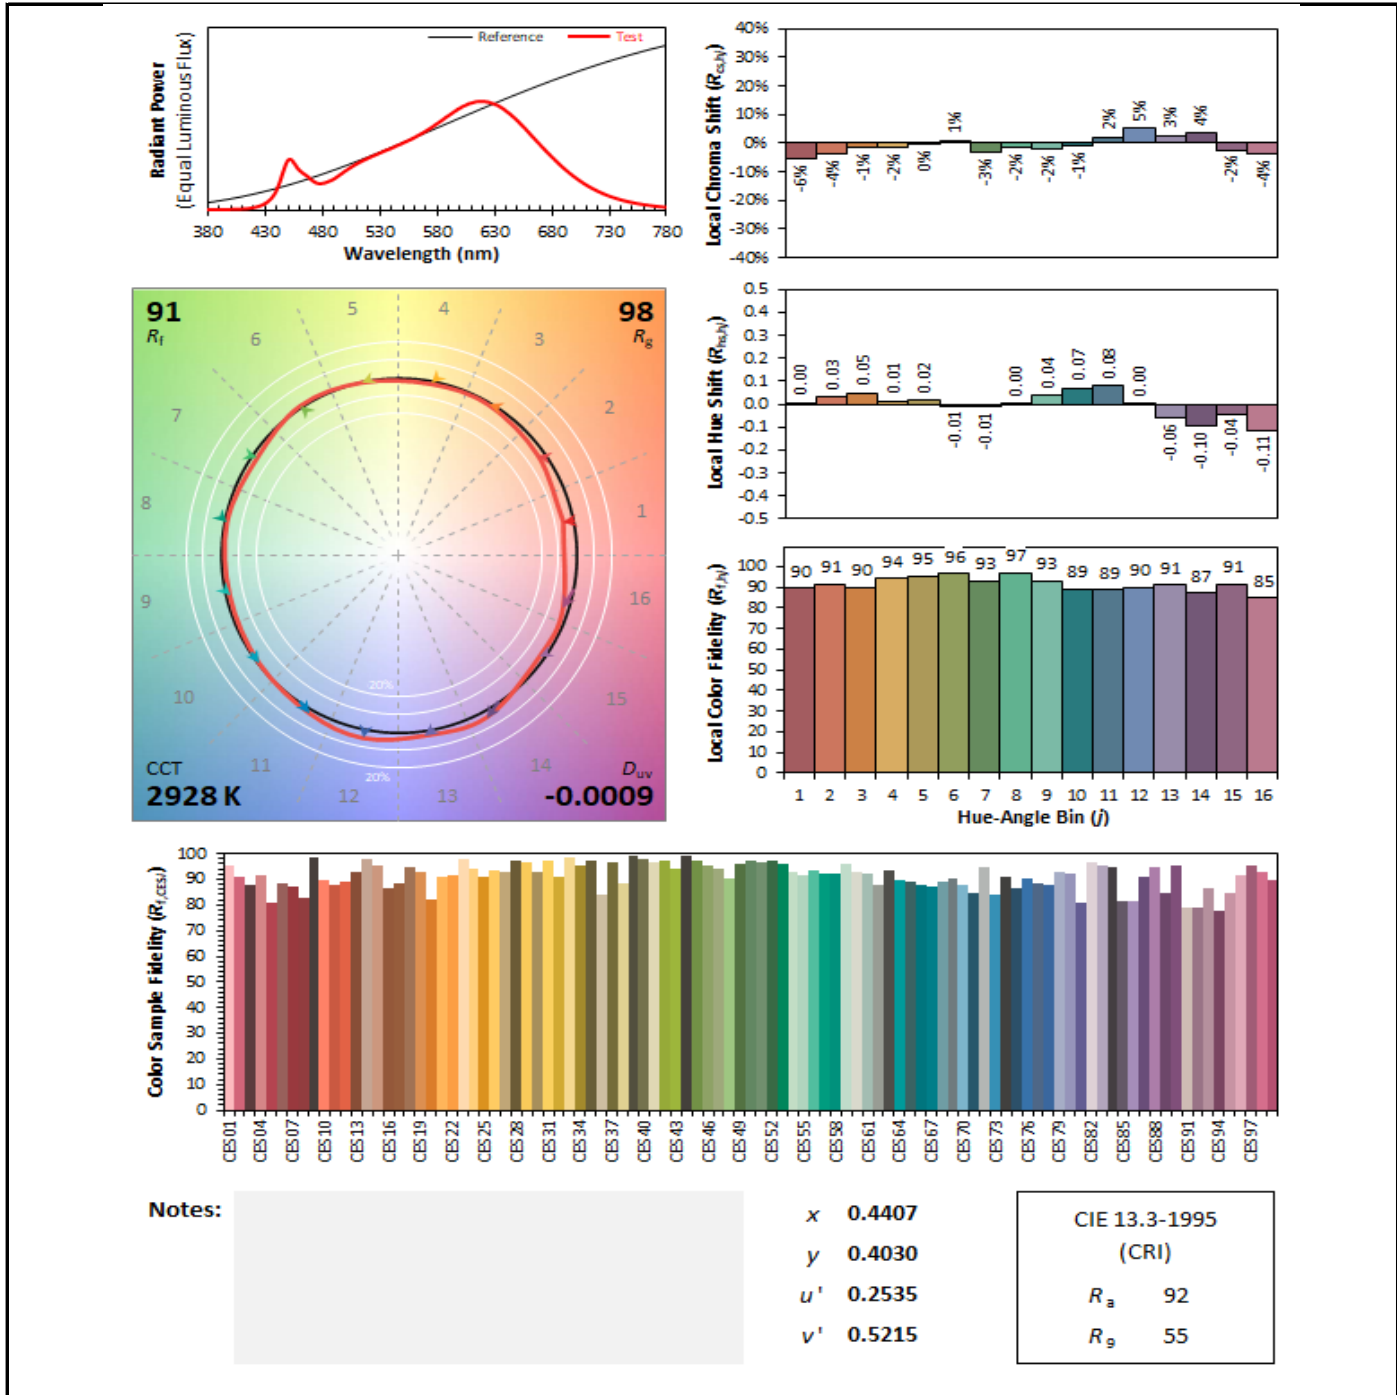 Radiant Power
(Equal Luminous Flux)
Reference
Test
380 430 480 530 580 630 680 730 780
Wavelength (nm)
Local Chroma Shift (Rcs,hj)
40%
30%
20%
10%
0%
-10%
-20%
-30%
-40%
-6% -4% -1% -2% 0% 1% -3% -2% -2% -1% 2% 5% 3% 4% -2% -4%
91
Rf
98
Rg
1 2 3 4 5 6 7 8 9 10 11 12 13 14 15 16
20%
20%
CCT
2928 K
Duv
-0.0009
Local Hue Shift (Rhs,hj)
0.5
0.4
0.3
0.2
0.1
0.0
-0.1
-0.2
-0.3
-0.4
-0.5
0.00 0.03 0.05 0.01 0.02 -0.01 -0.01 0.00 0.04 0.07 0.08 0.00 -0.06 -0.10 -0.04 -0.11
Local Color Fidelity (Rf,hj)
100
90
80
70
60
50
40
30
20
10
0
90 91 90 94 95 96 93 97 93 89 89 90 91 87 91 85
1 2 3 4 5 6 7 8 9 10 11 12 13 14 15 16
Hue-Angle Bin (j)
Color Sample Fidelity (Rf,CESi)
100
90
80
70
60
50
40
30
20
10
0
CES01 CES04 CES07 CES10 CES13 CES16 CES19 CES22 CES25 CES28 CES31 CES34 CES37 CES40 CES43 CES46 CES49 CES52 CES55 CES58 CES61 CES64 CES67 CES70 CES73 CES76 CES79 CES82 CES85 CES88 CES91 CES94 CES97
Notes:
x 0.4407
y 0.4030
u' 0.2535
v' 0.5215
CIE 13.3-1995
(CRI)
Ra 92
R9 55